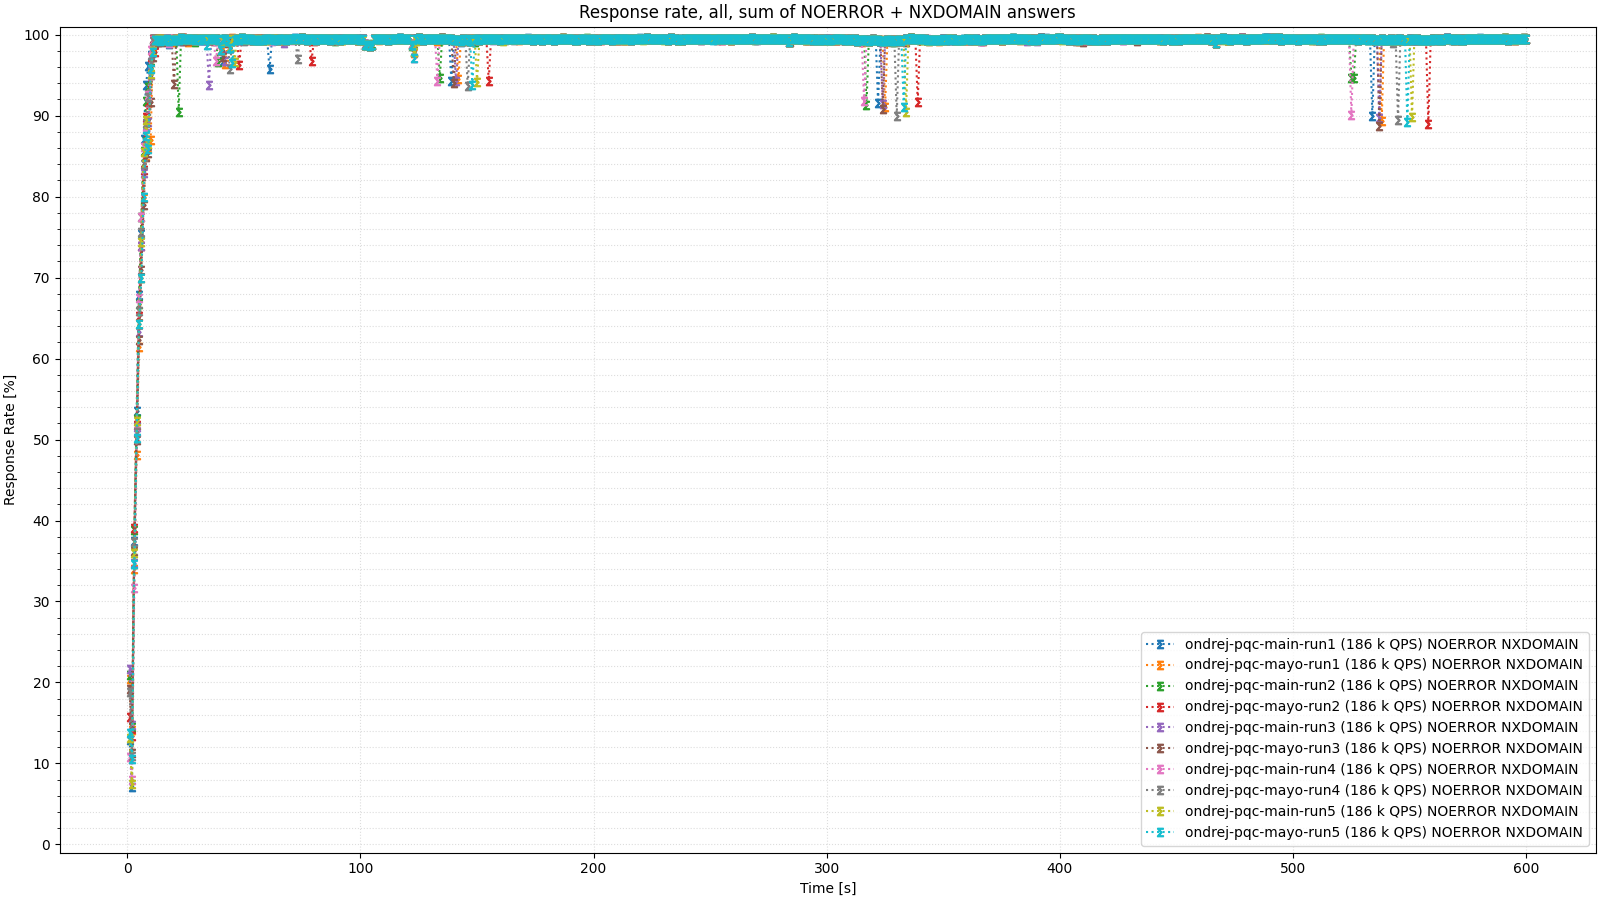 Response rate, all, sum of NOERROR + NXDOMAIN answers
Response Rate [%]
100
90
80
70
60
50
40
30
20
10
0
ondrej-pqc-main-run1 (186 k QPS) NOERROR NXDOMAIN
ondrej-pqc-mayo-run1 (186 k QPS) NOERROR NXDOMAIN
ondrej-pqc-main-run2 (186 k QPS) NOERROR NXDOMAIN
ondrej-pqc-mayo-run2 (186 k QPS) NOERROR NXDOMAIN
ondrej-pqc-main-run3 (186 k QPS) NOERROR NXDOMAIN
ondrej-pqc-mayo-run3 (186 k QPS) NOERROR NXDOMAIN
ondrej-pqc-main-run4 (186 k QPS) NOERROR NXDOMAIN
ondrej-pqc-mayo-run4 (186 k QPS) NOERROR NXDOMAIN
ondrej-pqc-main-run5 (186 k QPS) NOERROR NXDOMAIN
ondrej-pqc-mayo-run5 (186 k QPS) NOERROR NXDOMAIN
0 100 200 300 400 500 600
Time [s]